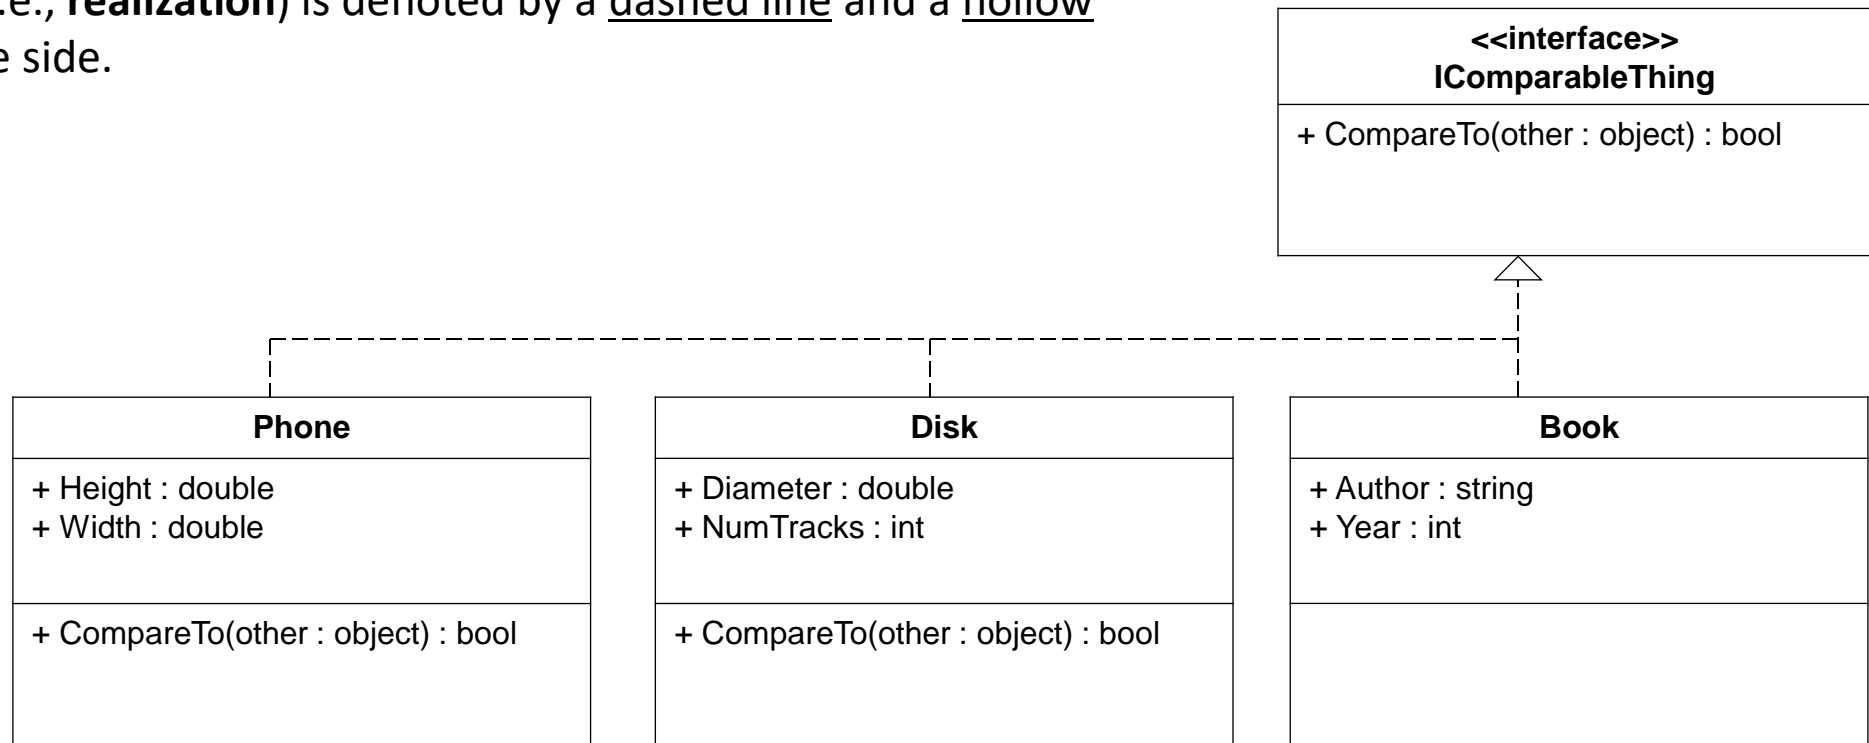 .e., realization) is denoted by a dashed line and a hollow
e side.
<<interface>>
IComparableThing
+ CompareTo(other : object) : bool
Phone
+ Height : double
+ Width : double
+ CompareTo(other : object) : bool
Disk
+ Diameter : double
+ NumTracks : int
+ CompareTo(other : object) : bool
Book
+ Author : string
+ Year : int